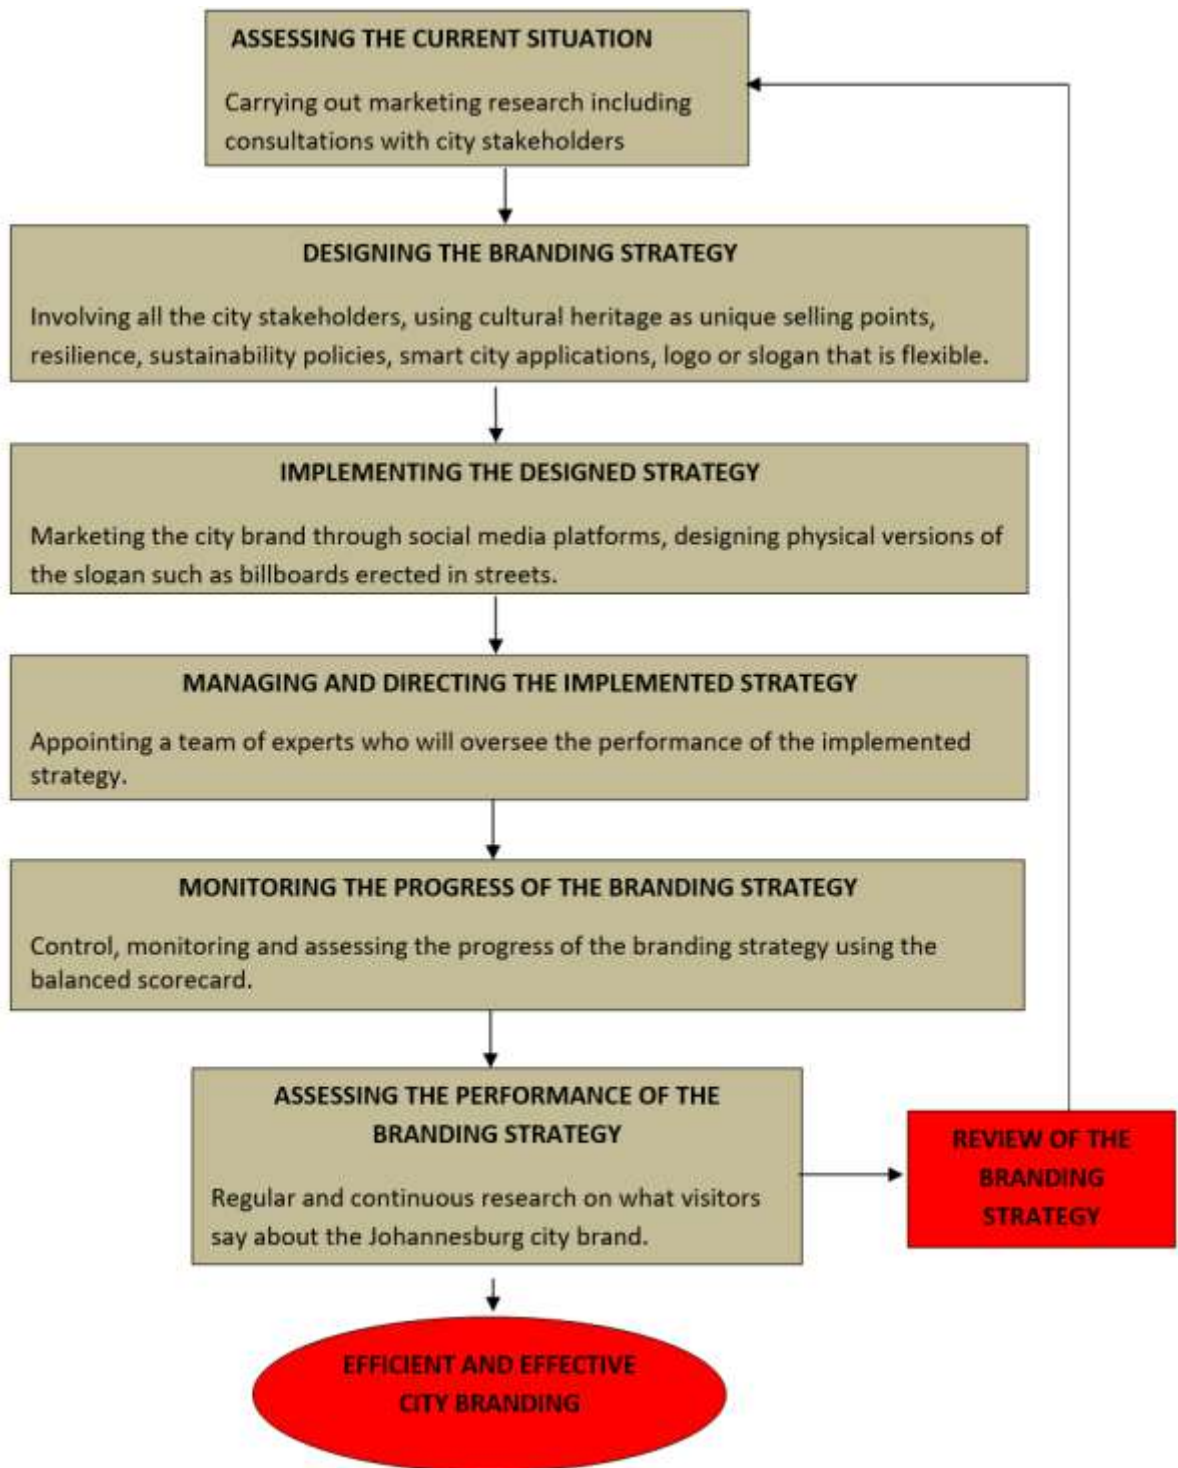 ASSESSING THE CURRENT SITUATION
Carrying out marketing research including
consultations with city stakeholders
DESIGNING THE BRANDING STRATEGY
Involving all the city stakeholders, using cultural heritage as unique selling points,
resilience, sustainability policies, smart city applications, logo or slogan that is flexible.
IMPLEMENTING THE DESIGNED STRATEGY
Marketing the city brand through social media platforms, designing physical versions of
the slogan such as billboards erected in streets.
MANAGING AND DIRECTING THE IMPLEMENTED STRATEGY
Appointing a team of experts who will oversee the performance of the implemented
strategy.
MONITORING THE PROGRESS OF THE BRANDING STRATEGY
Control, monitoring and assessing the progress of the branding strategy using the
balanced scorecard.
ASSESSING THE PERFORMANCE OF THE
BRANDING STRATEGY
Regular and continuous research on what visitors
say about the Johannesburg city brand.
REVIEW OF THE
BRANDING
STRATEGY
EFFICIENT AND EFFECTIVE
CITY BRANDING